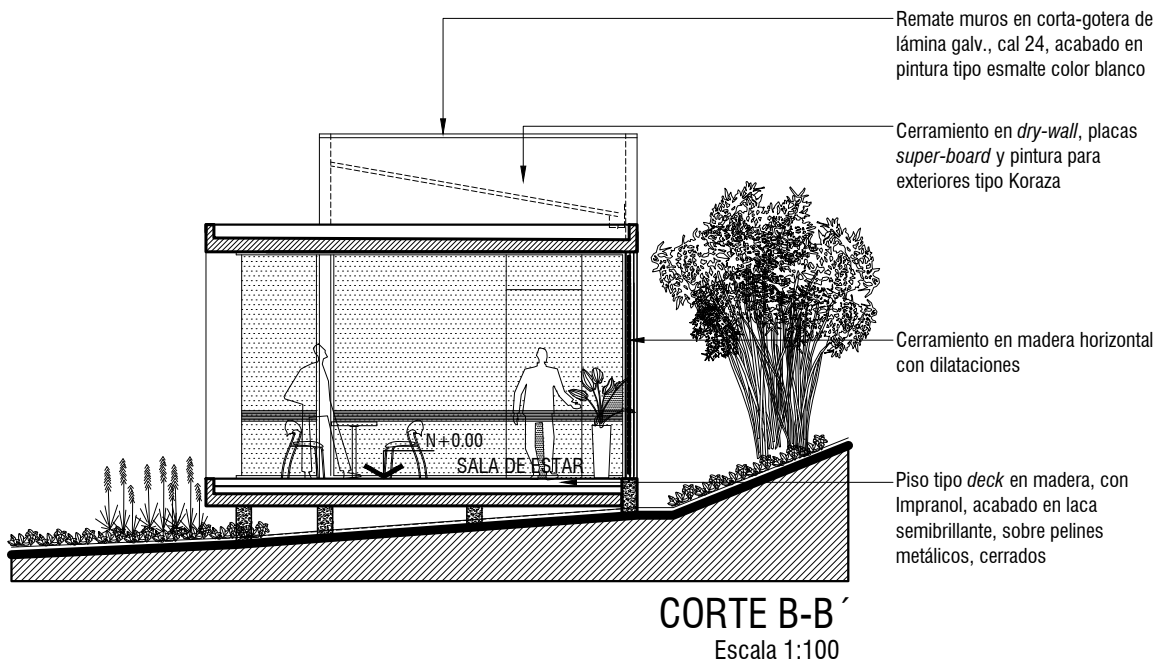 Remate muros en corta-gotera de
lámina galv., cal 24, acabado en
pintura tipo esmalte color blanco
Cerramiento en dry-wall, placas
super-board y pintura para
exteriores tipo Koraza
Cerramiento en madera horizontal
con dilataciones
N+0.00
SALA DE ESTAR
Piso tipo deck en madera, con
Impranol, acabado en laca
semibrillante, sobre pelines
metálicos, cerrados
CORTE B-B´
Escala 1:100